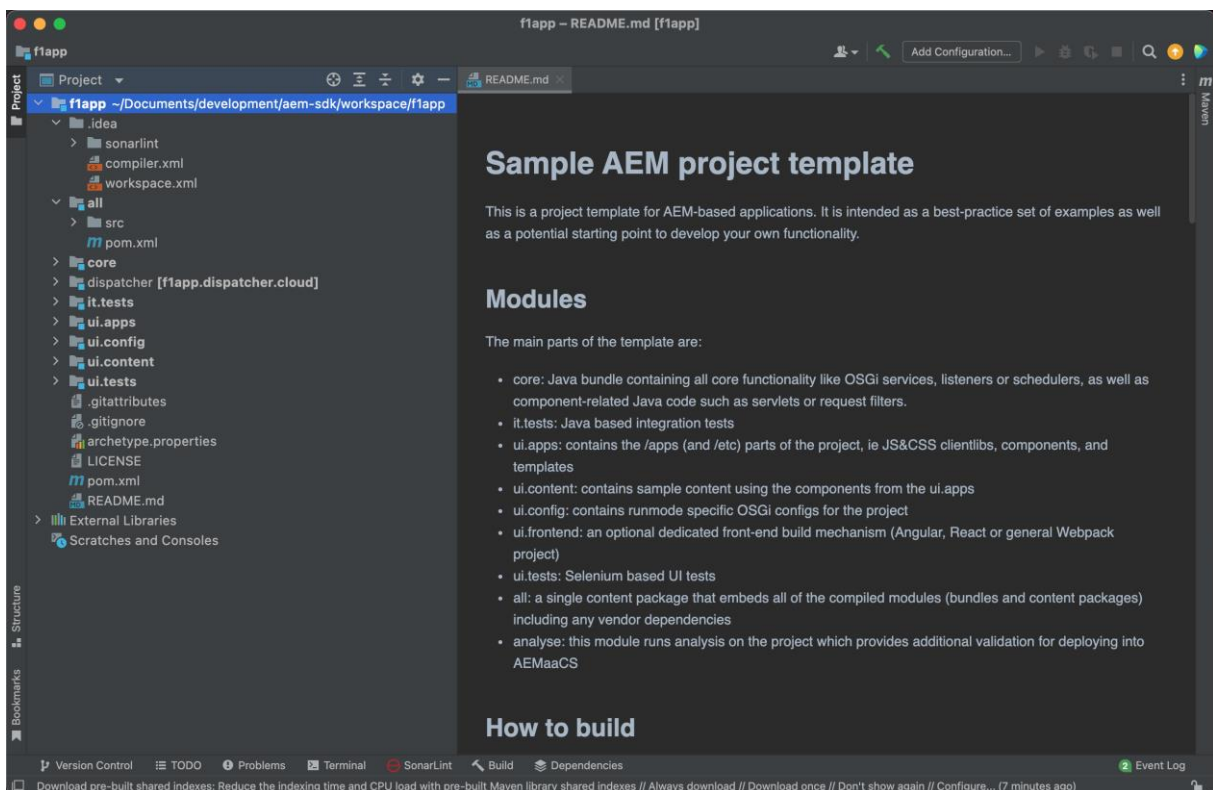 f1app – README.md [f1app]
f1app
Add Configuration...
Project
Project
README.md
m
Maven
f1app ~/Documents/development/aem-sdk/workspace/f1app
.idea
sonarlint
compiler.xml
workspace.xml
all
src
pom.xml
core
dispatcher [f1app.dispatcher.cloud]
it.tests
ui.apps
ui.config
ui.content
ui.tests
.gitattributes
.gitignore
archetype.properties
LICENSE
pom.xml
README.md
External Libraries
Scratches and Consoles
Structure
Bookmarks
Sample AEM project template
This is a project template for AEM-based applications. It is intended as a best-practice set of examples as well
as a potential starting point to develop your own functionality.
Modules
The main parts of the template are:
• core: Java bundle containing all core functionality like OSGi services, listeners or schedulers, as well as
component-related Java code such as servlets or request filters.
• it.tests: Java based integration tests
• ui.apps: contains the /apps (and /etc) parts of the project, ie JS&CSS clientlibs, components, and
templates
• ui.content: contains sample content using the components from the ui.apps
• ui.config: contains runmode specific OSGi configs for the project
• ui.frontend: an optional dedicated front-end build mechanism (Angular, React or general Webpack
project)
• ui.tests: Selenium based UI tests
• all: a single content package that embeds all of the compiled modules (bundles and content packages)
including any vendor dependencies
• analyse: this module runs analysis on the project which provides additional validation for deploying into
AEMaaCS
How to build
Version Control TODO Problems Terminal SonarLint Build Dependencies 2 Event Log
Download pre-built shared indexes: Reduce the indexing time and CPU load with pre-built Maven library shared indexes // Always download // Download once // Don't show again // Configure... (7 minutes ago)